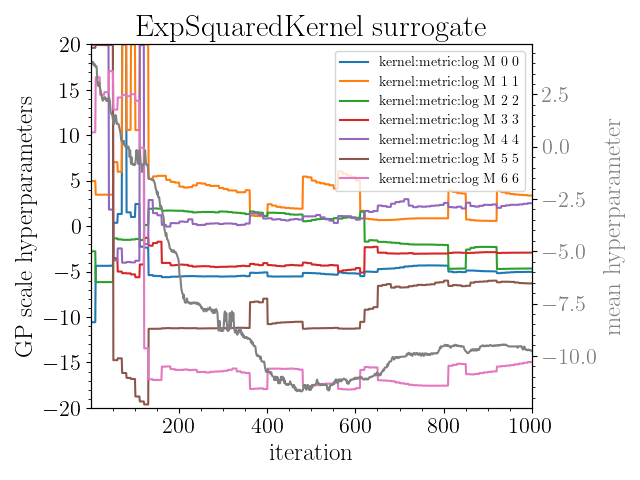 ExpSquaredKernel surrogate
20
15
10
5
0
−5
−10
−15
−20
GP scale hyperparameters
kernel:metric:log M 0 0
kernel:metric:log M 1 1
kernel:metric:log M 2 2
kernel:metric:log M 3 3
kernel:metric:log M 4 4
kernel:metric:log M 5 5
kernel:metric:log M 6 6
2.5
0.0
−2.5
−5.0
−7.5
−10.0
mean hyperparameter
200
400
600
800
1000
iteration